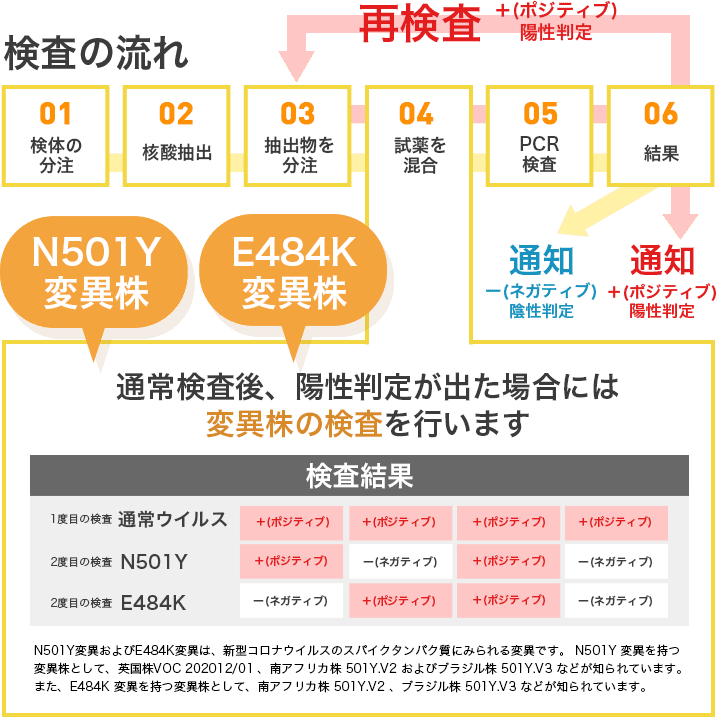 再検査 +(ポジティブ)
陽性判定
検査の流れ
01
検体の
分注
02
核酸抽出
03
抽出物を
分注
04
試薬を
混合
05
PCR
検査
06
結果
N501Y
変異株
E484K
変異株
通知
ー(ネガティブ)
陰性判定
通知
+(ポジティブ)
陽性判定
通常検査後、陽性判定が出た場合には
変異株の検査を行います
検査結果
1度目の検査 通常ウイルス +(ポジティブ) +(ポジティブ) +(ポジティブ) +(ポジティブ)
2度目の検査 N501Y +(ポジティブ) ー(ネガティブ) +(ポジティブ) ー(ネガティブ)
2度目の検査 E484K ー(ネガティブ) +(ポジティブ) +(ポジティブ) ー(ネガティブ)
N501Y変異およびE484K変異は、新型コロナウイルスのスパイクタンパク質にみられる変異です。 N501Y 変異を持つ
変異株として、英国株VOC 202012/01 、南アフリカ株 501Y.V2 およびブラジル株 501Y.V3 などが知られています。
また、E484K 変異を持つ変異株として、南アフリカ株 501Y.V2 、ブラジル株 501Y.V3 などが知られています。